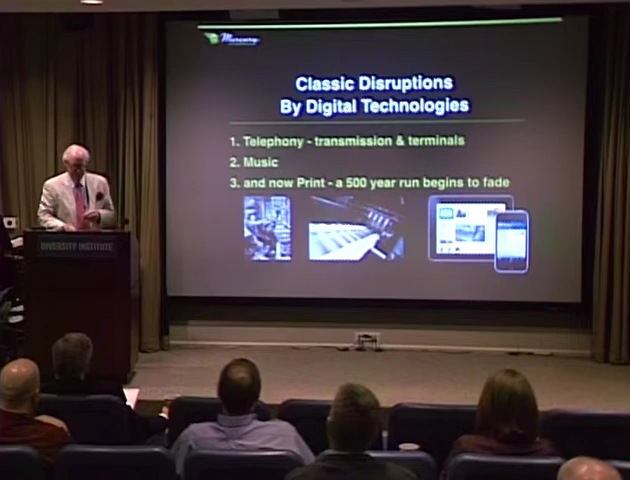 Mercury
Classic Disruptions
By Digital Technologies
1. Telephony - transmission & terminals
2. Music
3. and now Print - a 500 year run begins to fade
DIVERSITY INSTITUTE